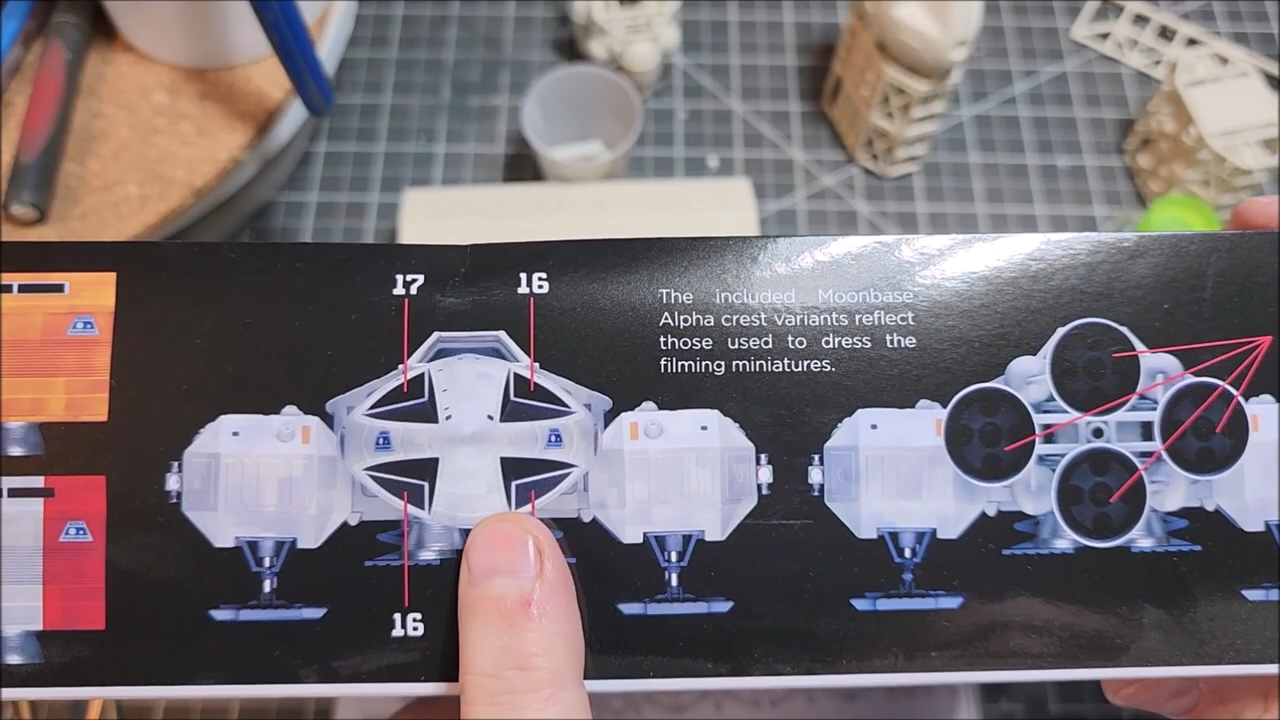 17
16
The included Moonbase
Alpha crest variants reflect
those used to dress the
filming miniatures.
16